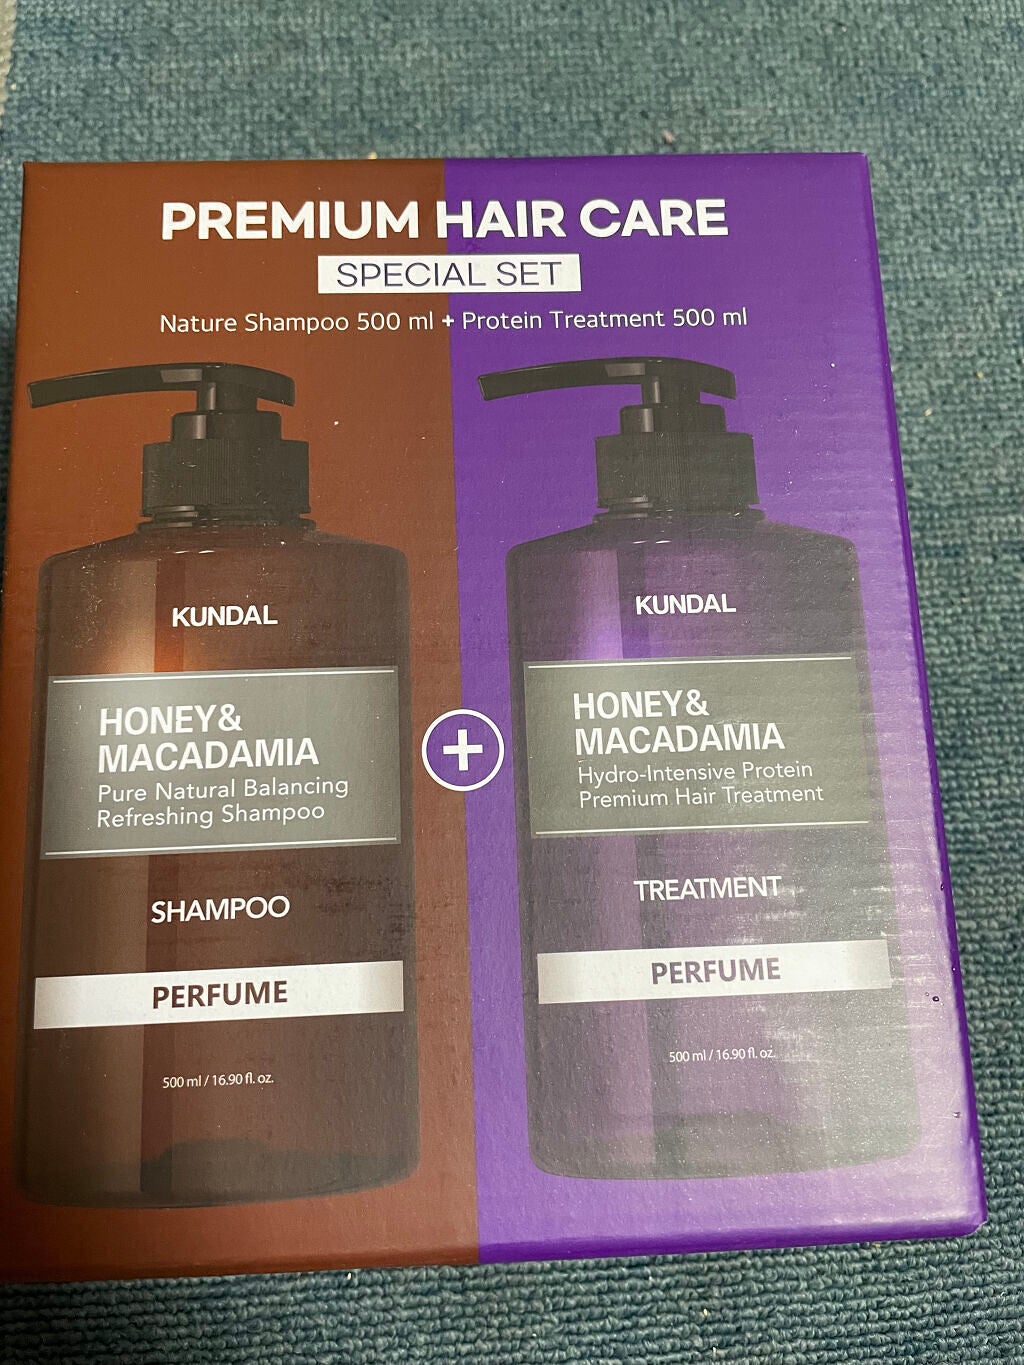 PREMIUM HAIR CARE
SPECIAL SET
Nature Shampoo 500 ml + Protein Treatment 500 ml
KUNDAL
HONEY&
MACADAMIA
Pure Natural Balancing
Refreshing Shampoo
SHAMPOO
PERFUME
500 ml / 16.90 fl. oz.
+
KUNDAL
HONEY&
MACADAMIA
Hydro-Intensive Protein
Premium Hair Treatment
TREATMENT
PERFUME
500 ml / 16.90 fl. oz.